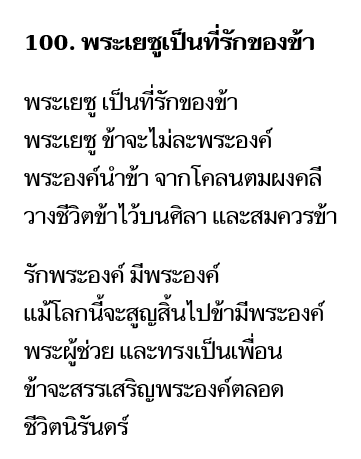 100. พระเยซูเป็นที่รักของข้า
พระเยซู เป็นที่รักของข้า
พระเยซู ข้าจะไม่ละพระองค์
พระองค์นำข้า จากโคลนตมผงคลี
วางชีวิตข้าไว้บนศิลา และสมควรข้า
รักพระองค์ มีพระองค์
แม้โลกนี้จะสูญสิ้นไปข้ามีพระองค์
พระผู้ช่วย และทรงเป็นเพื่อน
ข้าจะสรรเสริญพระองค์ตลอด
ชีวิตนิรันดร์